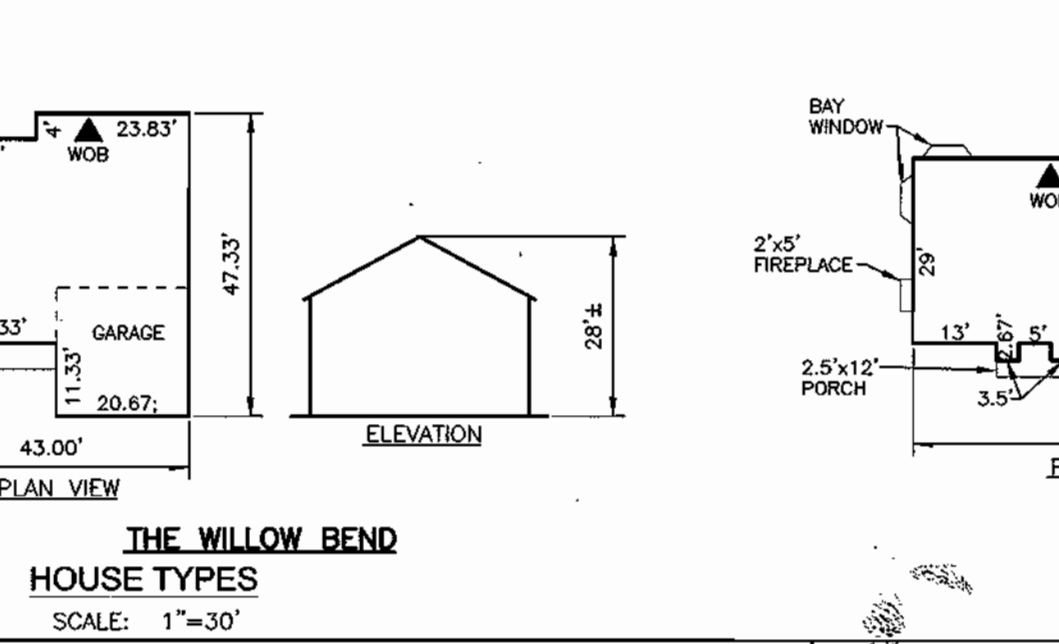 4'
23.83'
WOB
47.33'
33'
GARAGE
11.33'
20.67;
43.00'
PLAN VIEW
28'±
ELEVATION
THE WILLOW BEND
HOUSE TYPES
SCALE: 1"=30'
BAY
WINDOW
2'x5'
FIREPLACE
29'
13'
2.67'
5'
2.5'x12'
PORCH
3.5'